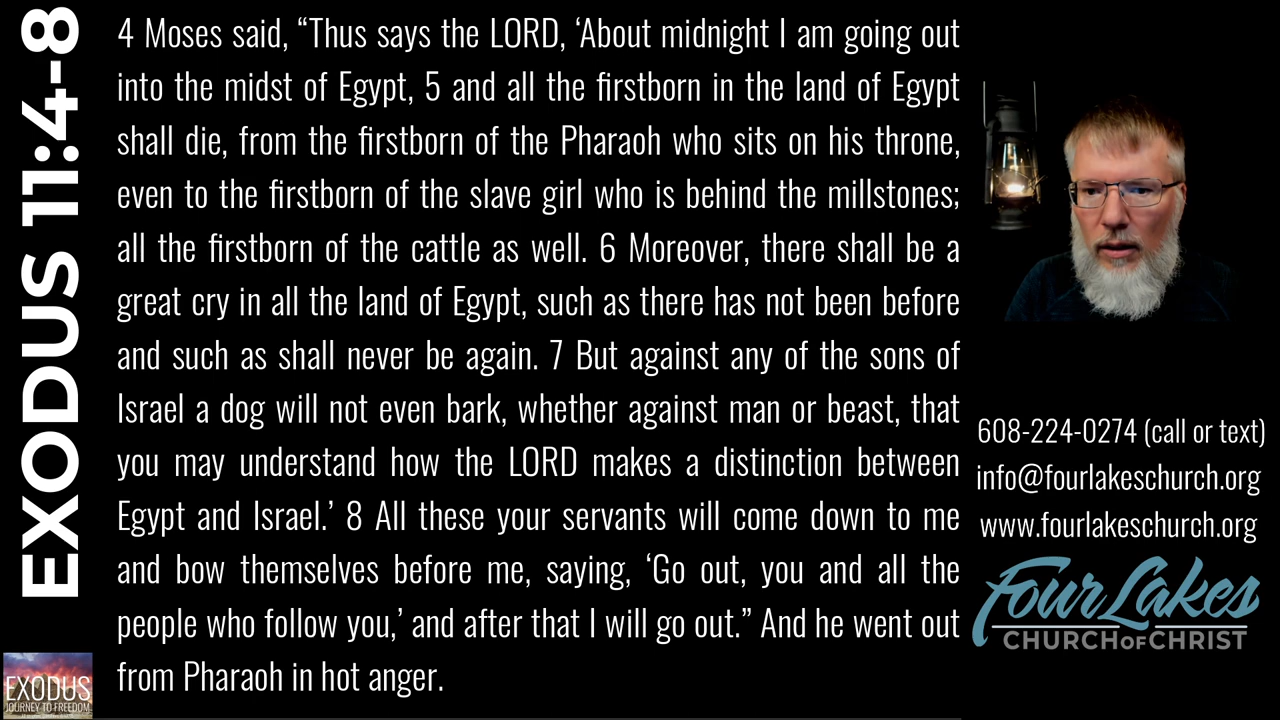 EXODUS 11:4-8
4 Moses said, “Thus says the LORD, ‘About midnight I am going out
into the midst of Egypt, 5 and all the firstborn in the land of Egypt
shall die, from the firstborn of the Pharaoh who sits on his throne,
even to the firstborn of the slave girl who is behind the millstones;
all the firstborn of the cattle as well. 6 Moreover, there shall be a
great cry in all the land of Egypt, such as there has not been before
and such as shall never be again. 7 But against any of the sons of
Israel a dog will not even bark, whether against man or beast, that
you may understand how the LORD makes a distinction between
Egypt and Israel.’ 8 All these your servants will come down to me
and bow themselves before me, saying, ‘Go out, you and all the
people who follow you,’ and after that I will go out.” And he went out
from Pharaoh in hot anger.
608-224-0274 (call or text)
info@fourlakeschurch.org
www.fourlakeschurch.org
Four Lakes
CHURCH OF CHRIST
EXODUS
JOURNEY TO FREEDOM